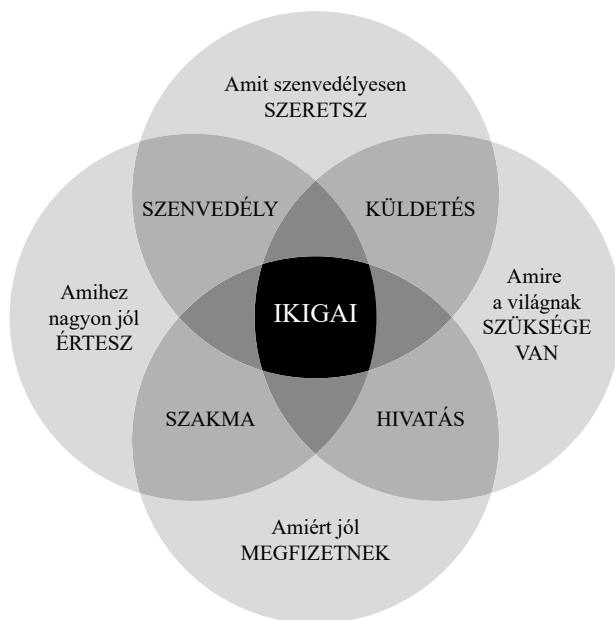 Amit szenvedélyesen
SZERETSZ
SZENVEDÉLY
KÜLDETÉS
Amihez
nagyon jól
ÉRTESZ
IKIGAI
Amire
a világnak
SZÜKSÉGE
VAN
SZAKMA
HIVATÁS
Amiért jól
MEGFIZETNEK